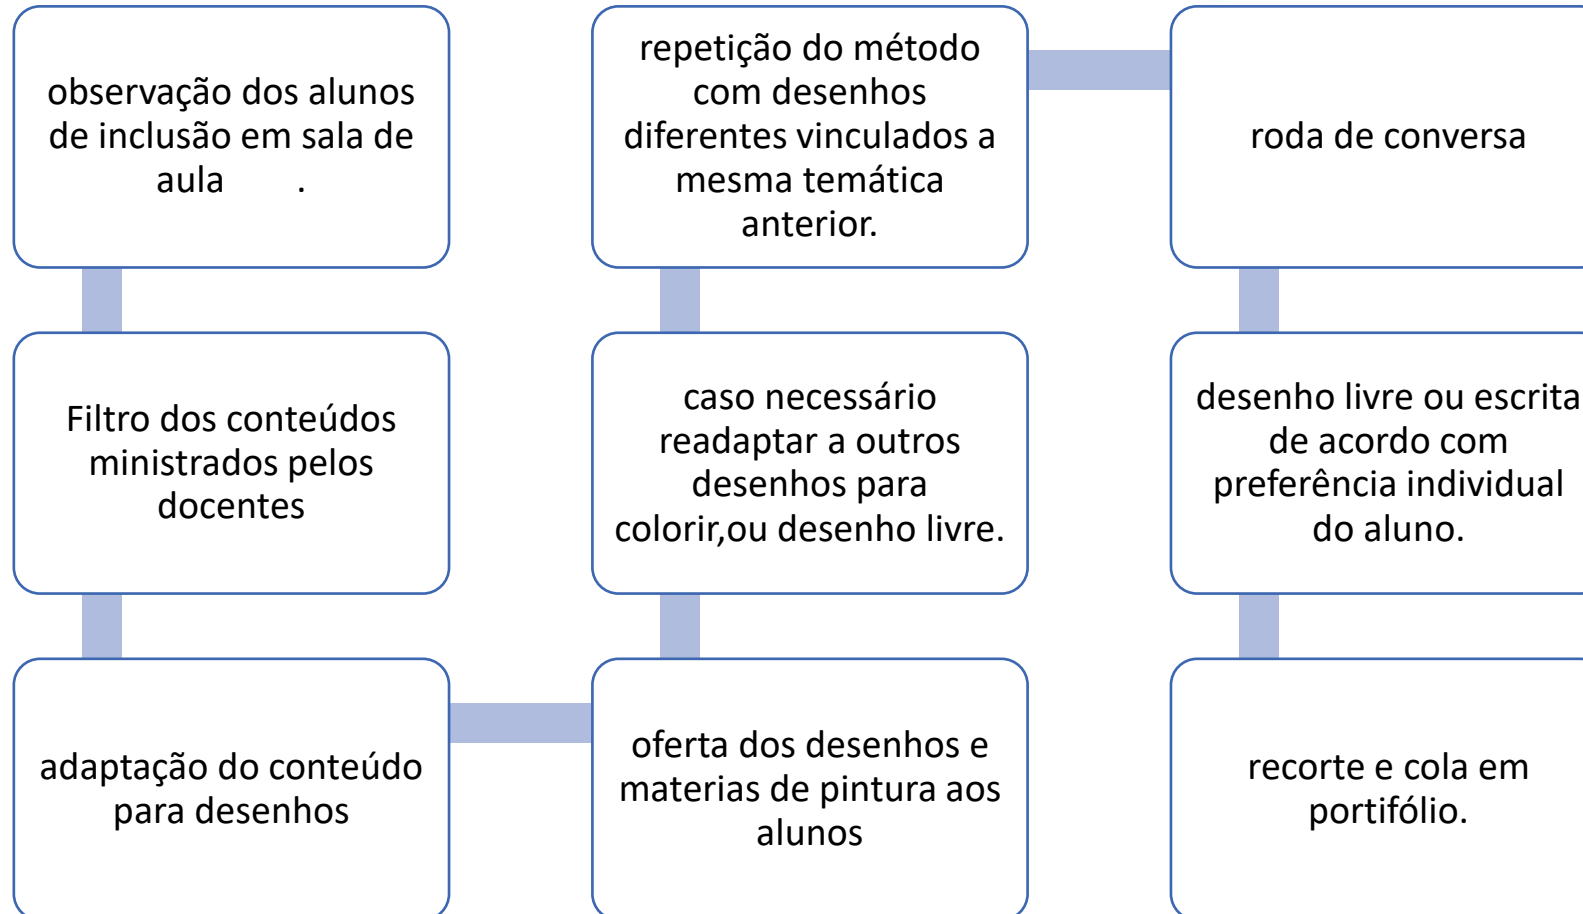 observação dos alunos
de inclusão em sala de
aula .
Filtro dos conteúdos
ministrados pelos
docentes
adaptação do conteúdo
para desenhos
oferta dos desenhos e
materias de pintura aos
alunos
caso necessário
readaptar a outros
desenhos para
colorir,ou desenho livre.
repetição do método
com desenhos
diferentes vinculados a
mesma temática
anterior.
roda de conversa
desenho livre ou escrita
de acordo com
preferência individual
do aluno.
recorte e cola em
portifólio.